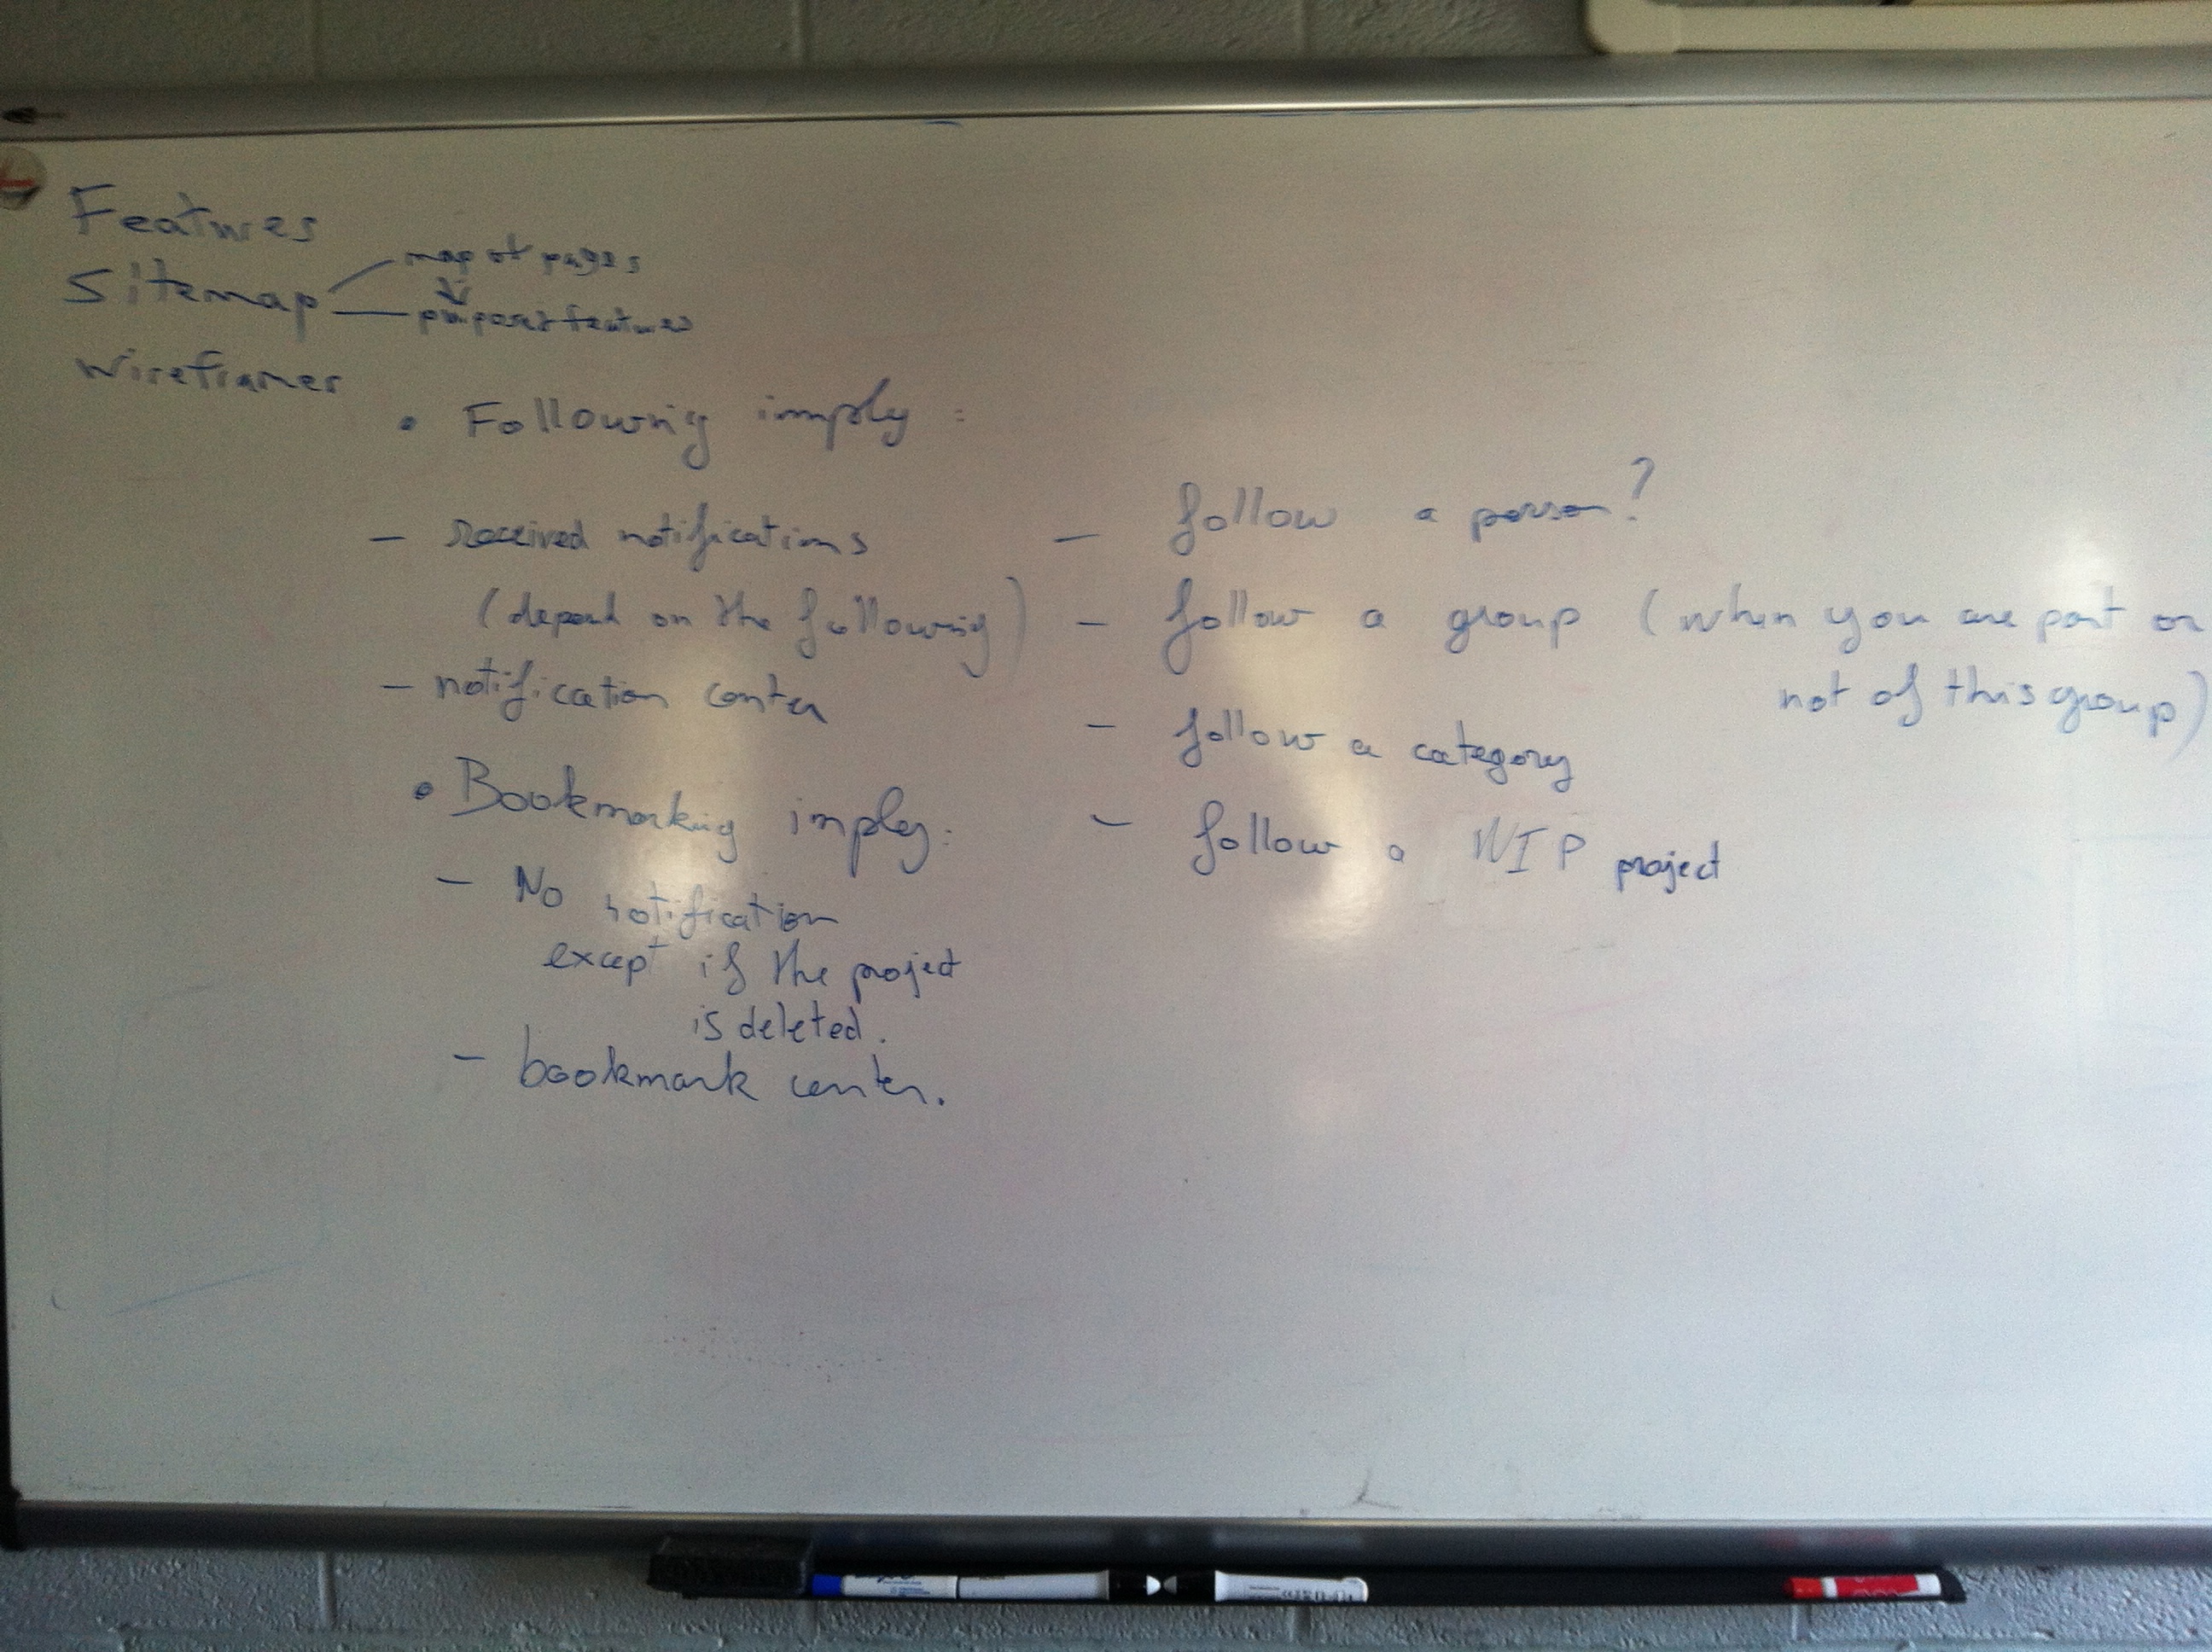 Features
Sitemap
map of pages
features
Wireframes
• Following imply :
- received notifications
(depend on the following)
- notification center
• Bookmarking imply:
- No notification
except if the project
is deleted.
- bookmark center.
- follow a person?
- follow a group (when you are part or
not of this group)
- follow a category
- follow a WIP project